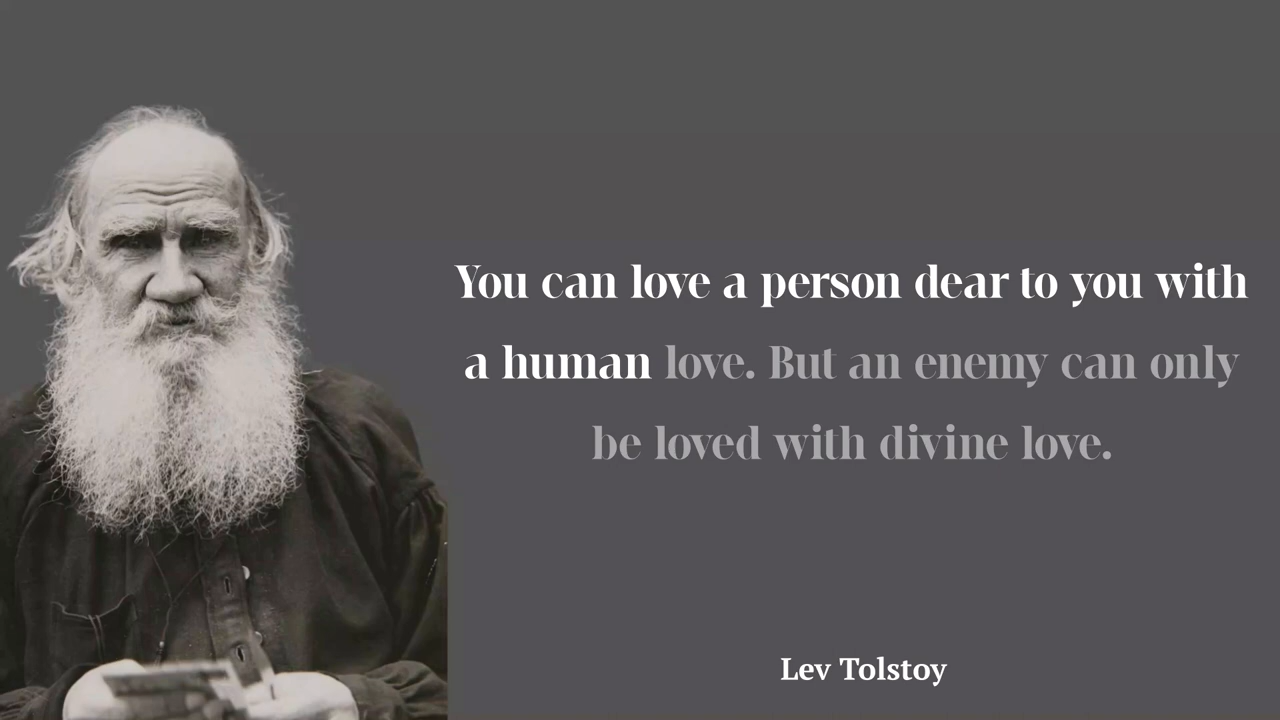 You can love a person dear to you with
a human love. But an enemy can only
be loved with divine love.
Lev Tolstoy